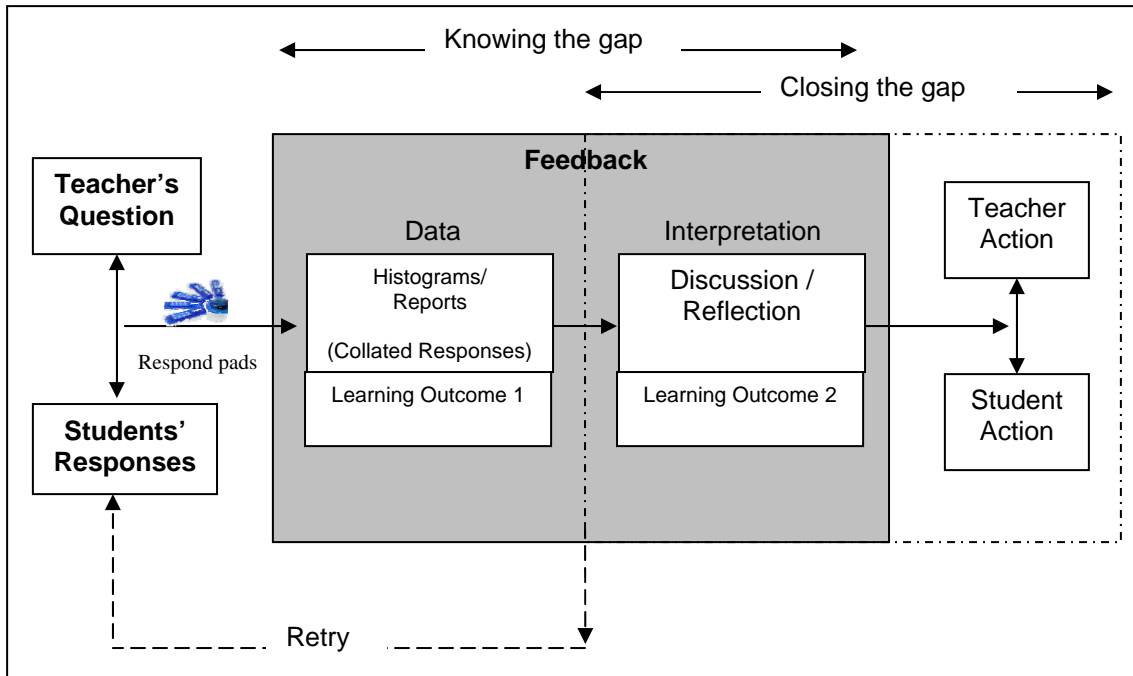 Knowing the gap
Closing the gap
Feedback
Teacher's
Question
Data
Interpretation
Teacher
Action
Histograms/
Reports
(Collated Responses)
Discussion /
Reflection
Respond pads
Learning Outcome 1
Learning Outcome 2
Students'
Responses
Student
Action
Retry